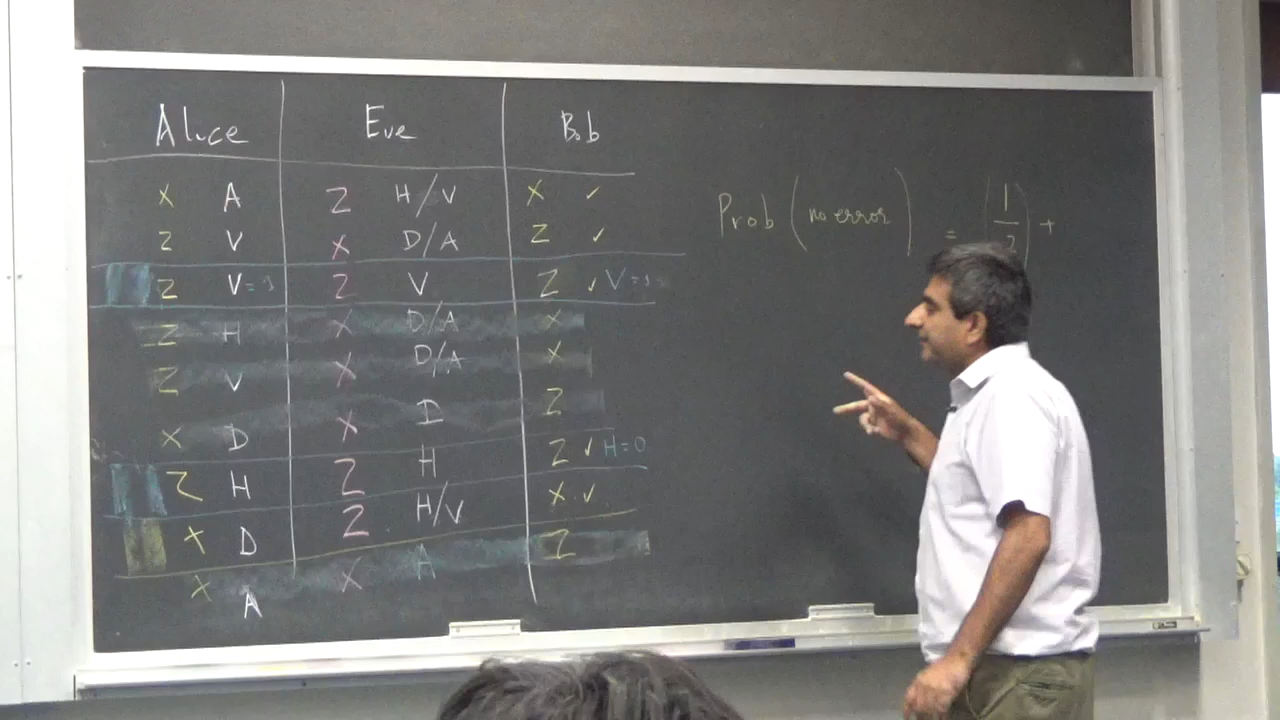 Alice Eve Bob
X A Z H/V X ✓
Z V X D/A Z ✓
Z V=1 Z V Z ✓ V=1
Z H X D/A X
Z V X D/A X
X D X D Z
Z H Z H Z ✓ H=0
X D Z H/V X ✓
X A X A Z
Prob (no error) = (1/2) +